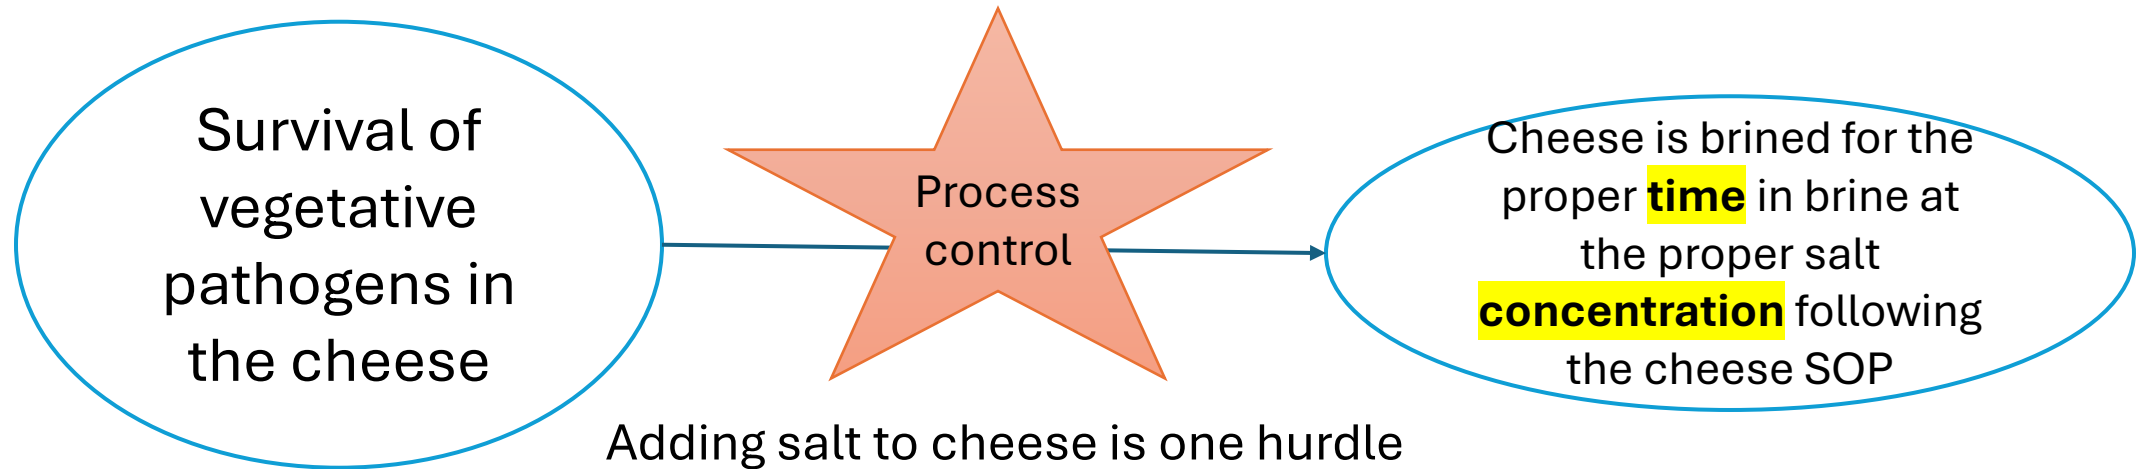 Survival of
vegetative
pathogens in
the cheese
Process
control
Cheese is brined for the
proper time in brine at
the proper salt
concentration following
the cheese SOP
Adding salt to cheese is one hurdle